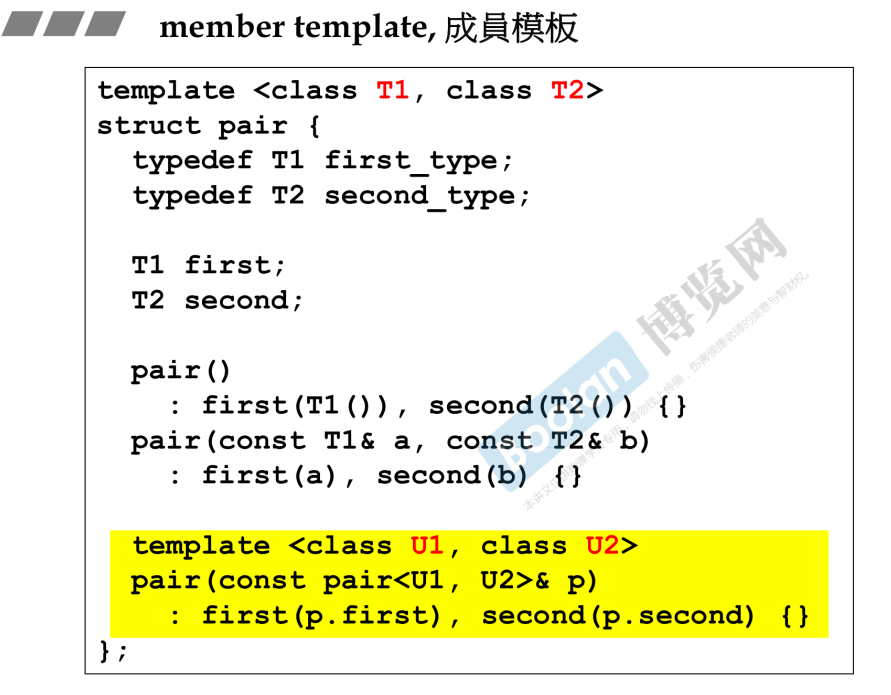 member template, 成員模板
template <class T1, class T2>
struct pair {
  typedef T1 first_type;
  typedef T2 second_type;
  T1 first;
  T2 second;
  pair()
    : first(T1()), second(T2()) {}
  pair(const T1& a, const T2& b)
    : first(a), second(b) {}
  template <class U1, class U2>
  pair(const pair<U1, U2>& p)
    : first(p.first), second(p.second) {}
};
boolan 博览网